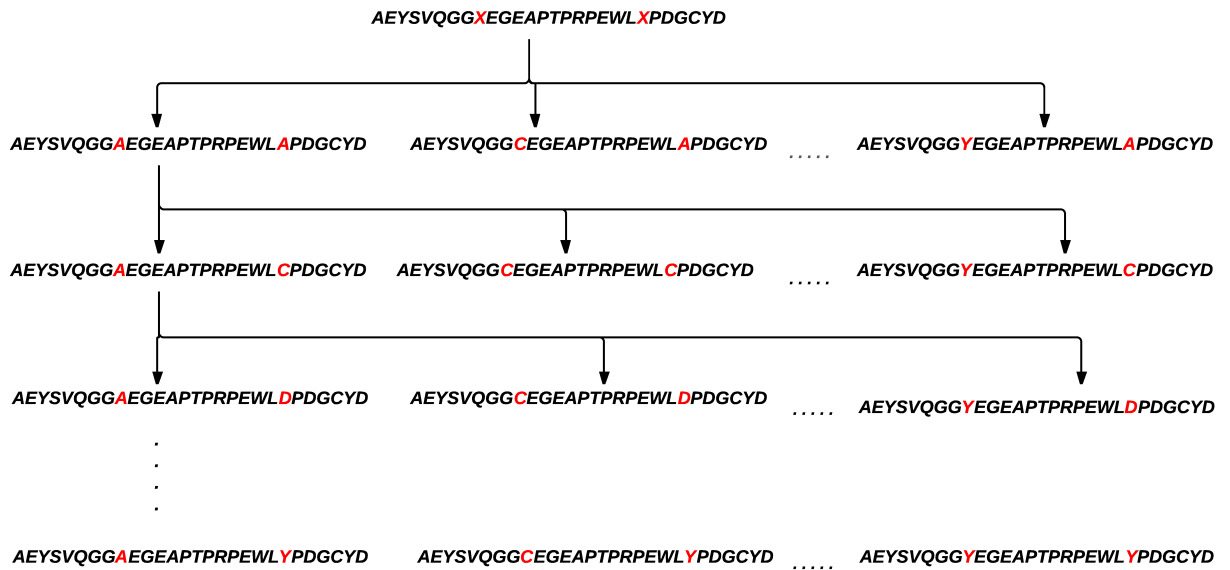 AEYSVQGGXEGEAPTPRPEWLXPDGCYD
AEYSVQGGAEGEAPTPRPEWLAPDGCYD AEYSVQGGCEGEAPTPRPEWLAPDGCYD ..... AEYSVQGGYEGEAPTPRPEWLAPDGCYD
AEYSVQGGAEGEAPTPRPEWLCPDGCYD AEYSVQGGCEGEAPTPRPEWLCPDGCYD ..... AEYSVQGGYEGEAPTPRPEWLCPDGCYD
AEYSVQGGAEGEAPTPRPEWLDPDGCYD AEYSVQGGCEGEAPTPRPEWLDPDGCYD ..... AEYSVQGGYEGEAPTPRPEWLDPDGCYD
.
.
.
.
AEYSVQGGAEGEAPTPRPEWLYPDGCYD AEYSVQGGCEGEAPTPRPEWLYPDGCYD ..... AEYSVQGGYEGEAPTPRPEWLYPDGCYD